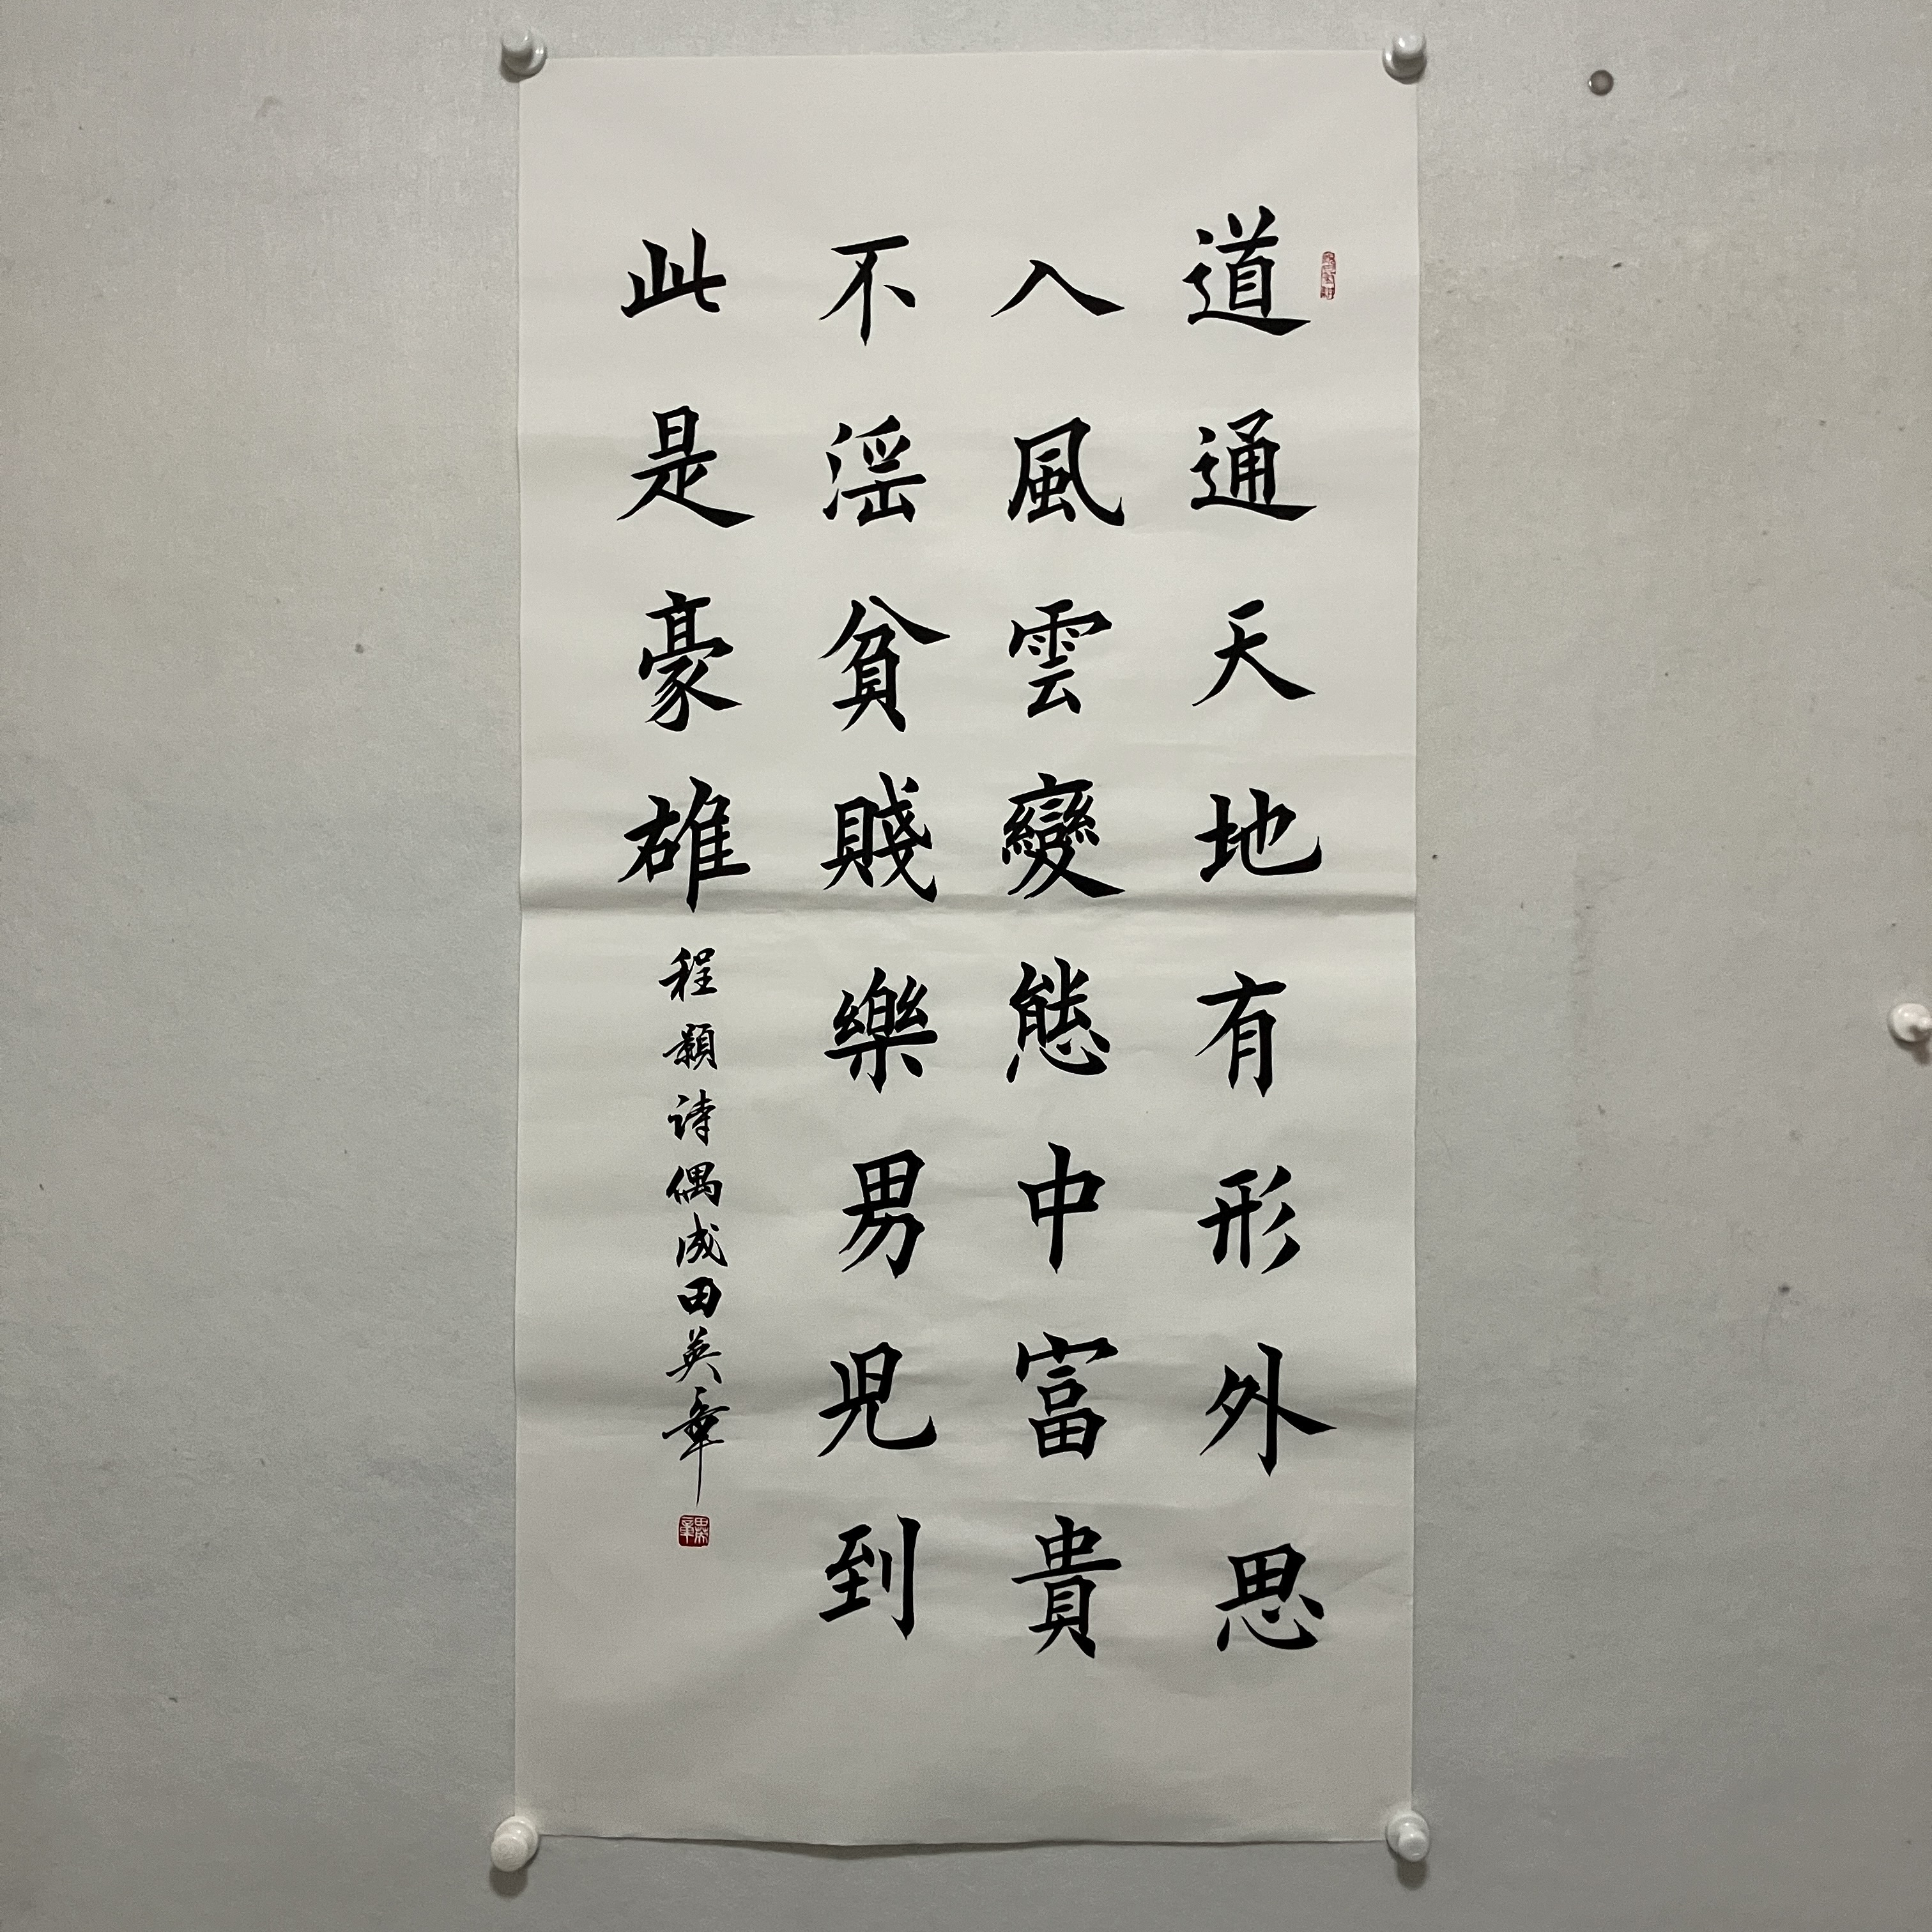 道通天地有形外思
入風雲變態中富貴
不淫貧賤樂男兒到
此是豪雄
程顥诗偶成田英章